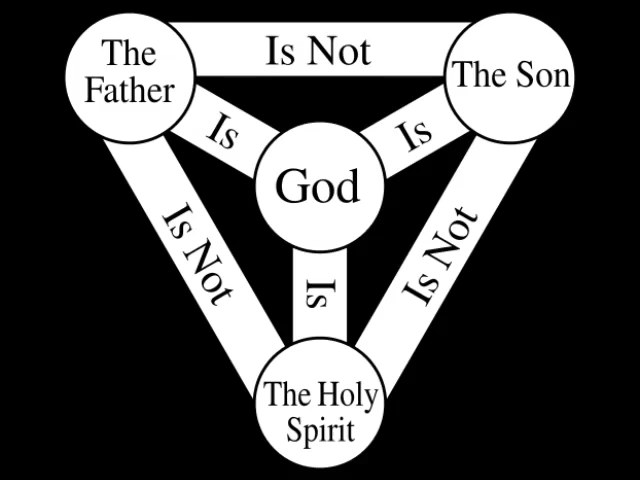 The
Father
Is Not
The Son
Is
Is
God
Is Not
Is
Is Not
The Holy
Spirit